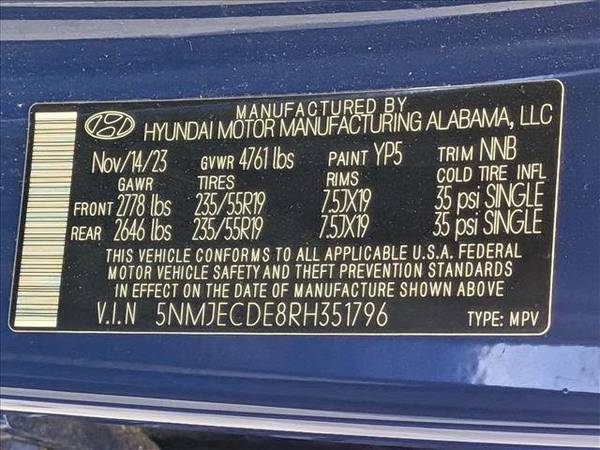 MANUFACTURED BY
HYUNDAI MOTOR MANUFACTURING ALABAMA, LLC
Nov/14/23 GVWR 4761 lbs PAINT YP5 TRIM NNB
GAWR TIRES RIMS COLD TIRE INFL
FRONT 2778 lbs 235/55R19 7.5JX19 35 psi SINGLE
REAR 2646 lbs 235/55R19 7.5JX19 35 psi SINGLE
THIS VEHICLE CONFORMS TO ALL APPLICABLE U.S.A. FEDERAL
MOTOR VEHICLE SAFETY AND THEFT PREVENTION STANDARDS
IN EFFECT ON THE DATE OF MANUFACTURE SHOWN ABOVE
V.I.N 5NMJECDE8RH351796 TYPE: MPV